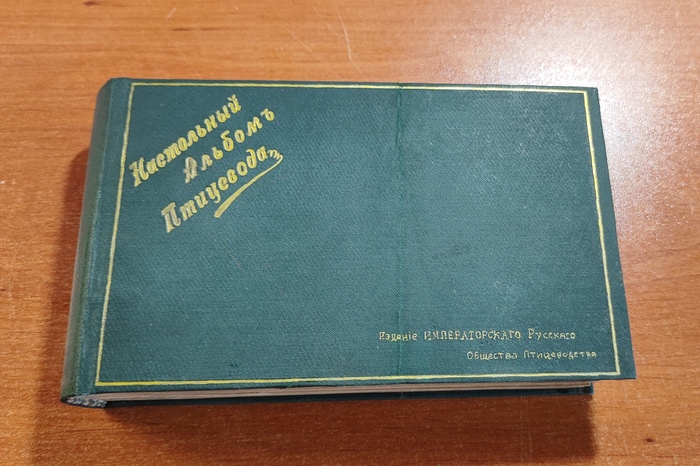 Настольный
Альбомъ
Птицевода
Изданіе ИМПЕРАТОРСКАГО Русскаго
Общества Птицеводства